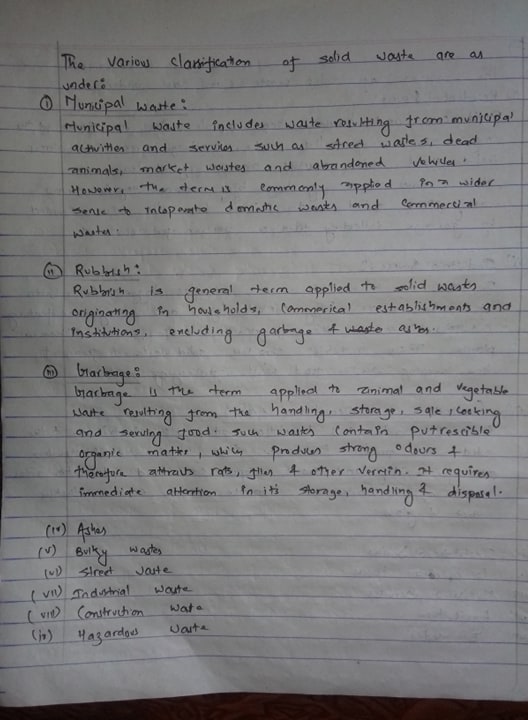 The various classification of solid waste are as
under:
(i) Municipal waste:
Municipal waste includes waste resulting from municipal
activities and services such as street wastes, dead
animals, market wastes and abandoned vehicles.
However, the term is commonly applied in a wider
sense to incoperate domestic wastes and commercial
wastes.
(ii) Rubbish:
Rubbish is general term applied to solid wastes
originating in households, commerical establishments and
institutions, excluding garbage & waste ashes.
(iii) Garbage:
Garbage is the term applied to animal and vegetable
waste resulting from the handling, storage, sale, cooking
and serving food. such wastes contain putrescible
organic matter, which produces strong odours &
therefore attracts rats, flies & other vermin. It requires
immediate attention in its storage, handling & disposal.
(iv) Ashes
(v) Bulky wastes
(vi) Street waste
(vii) Industrial waste
(viii) Construction wate
(ix) Hazardous waste